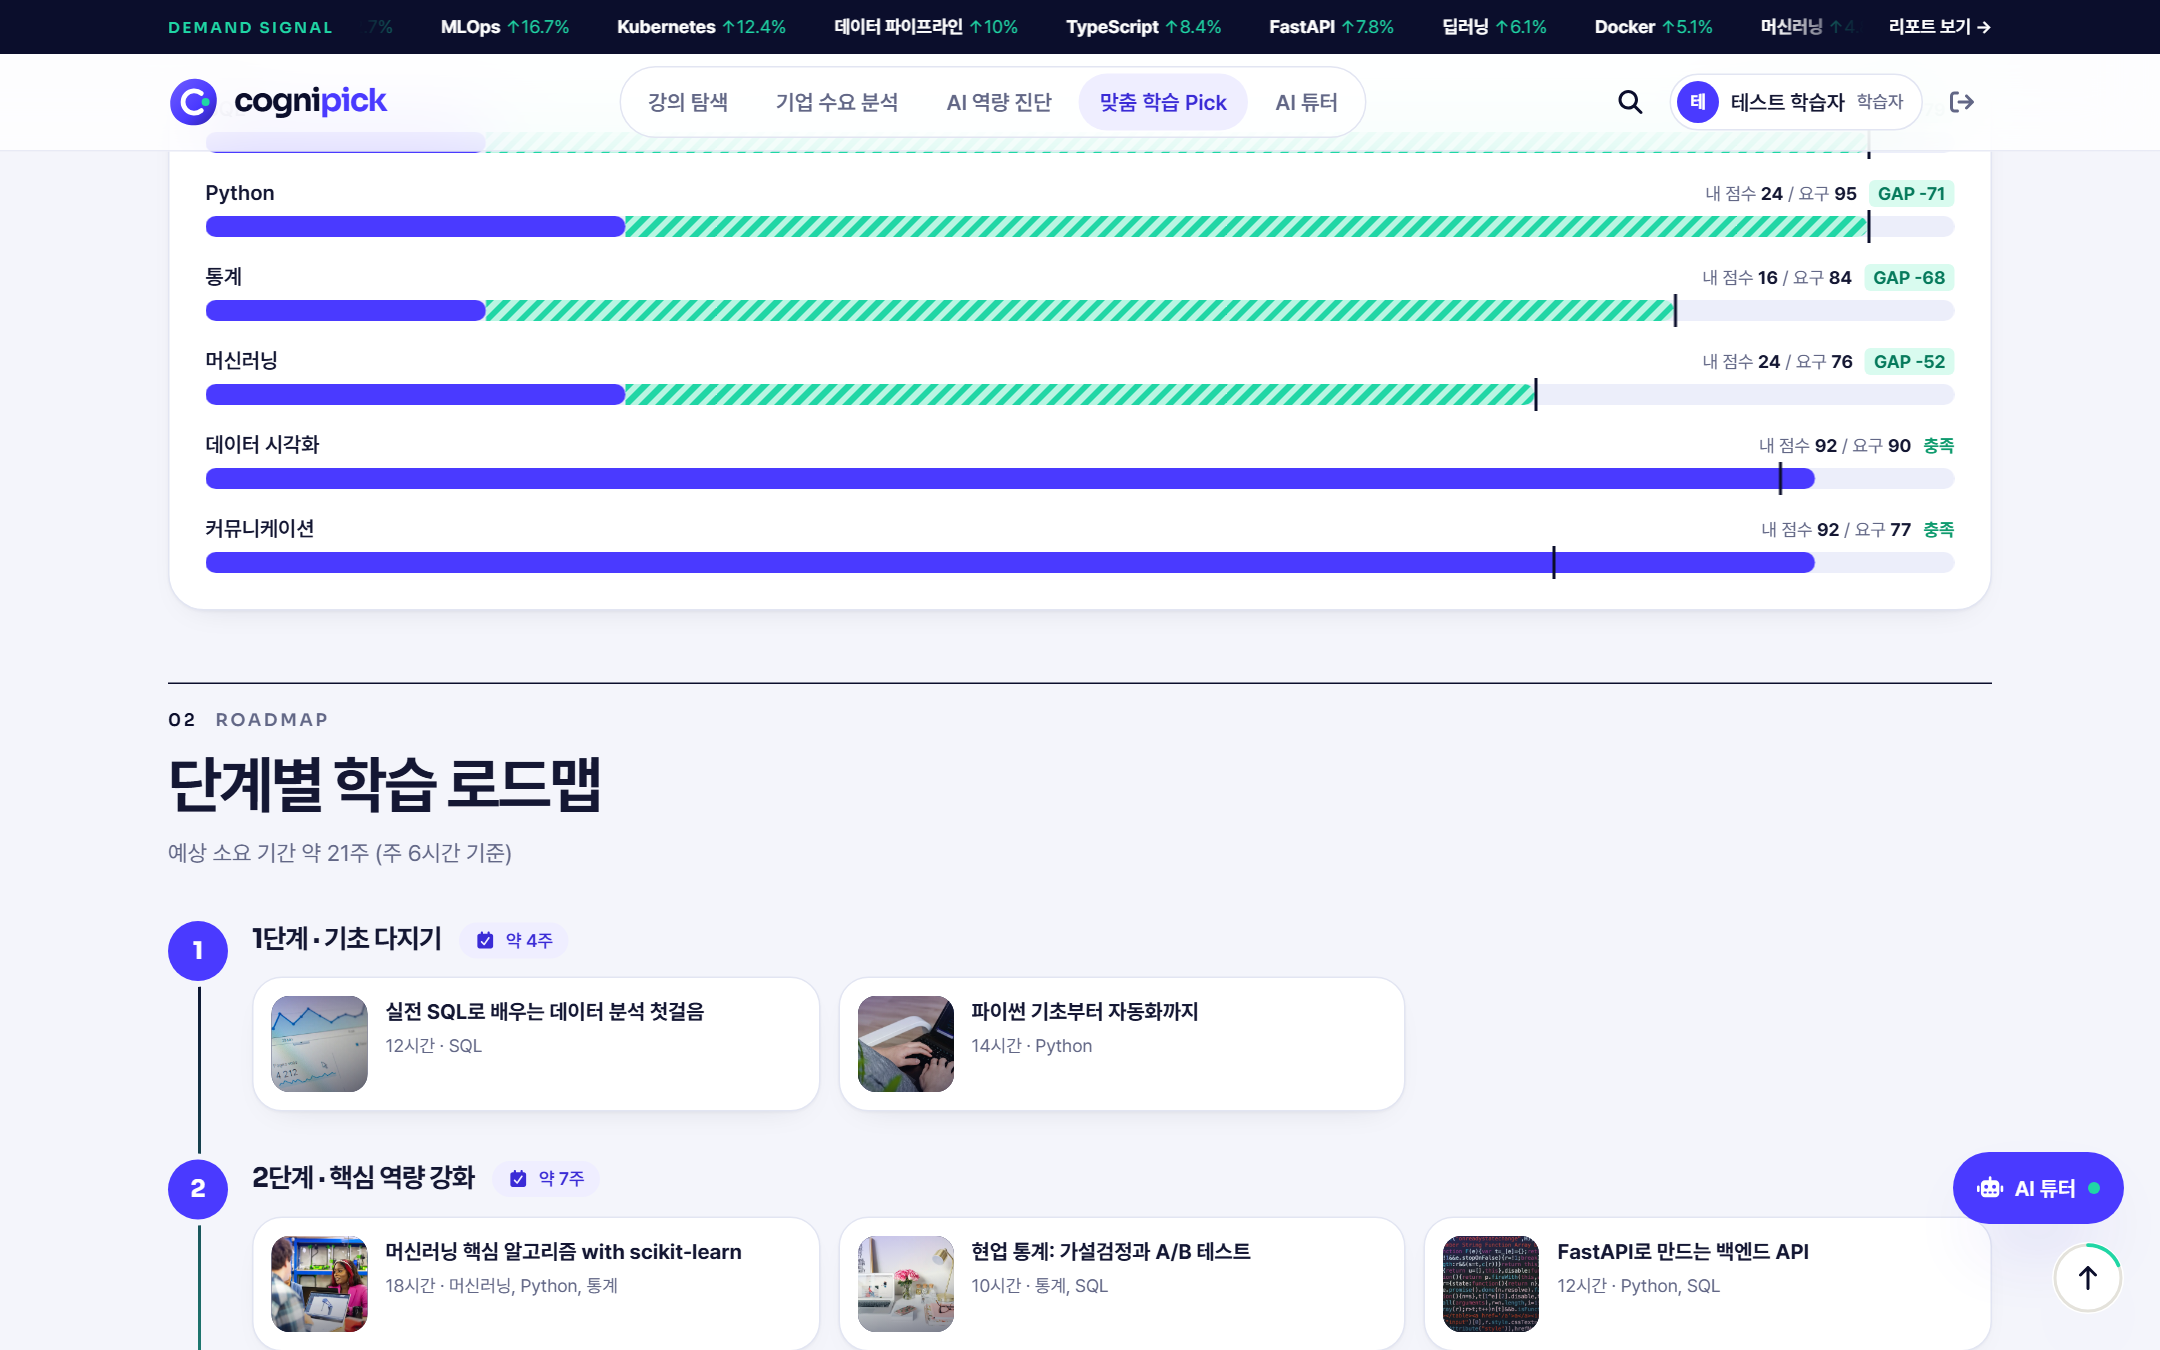 DEMAND SIGNAL
7%
MLOps ↑16.7%
Kubernetes ↑12.4%
데이터 파이프라인 ↑10%
TypeScript ↑8.4%
FastAPI ↑7.8%
딥러닝 ↑6.1%
Docker ↑5.1%
머신러닝 ↑4
리포트 보기 →
cognipick
강의 탐색
기업 수요 분석
AI 역량 진단
맞춤 학습 Pick
AI 튜터
테
테스트 학습자 학습자
Python
내 점수 24 / 요구 95 GAP -71
통계
내 점수 16 / 요구 84 GAP -68
머신러닝
내 점수 24 / 요구 76 GAP -52
데이터 시각화
내 점수 92 / 요구 90 충족
커뮤니케이션
내 점수 92 / 요구 77 충족
02 ROADMAP
단계별 학습 로드맵
예상 소요 기간 약 21주 (주 6시간 기준)
1
1단계 · 기초 다지기
약 4주
실전 SQL로 배우는 데이터 분석 첫걸음
12시간 · SQL
파이썬 기초부터 자동화까지
14시간 · Python
2
2단계 · 핵심 역량 강화
약 7주
머신러닝 핵심 알고리즘 with scikit-learn
18시간 · 머신러닝, Python, 통계
현업 통계: 가설검정과 A/B 테스트
10시간 · 통계, SQL
FastAPI로 만드는 백엔드 API
12시간 · Python, SQL
AI 튜터